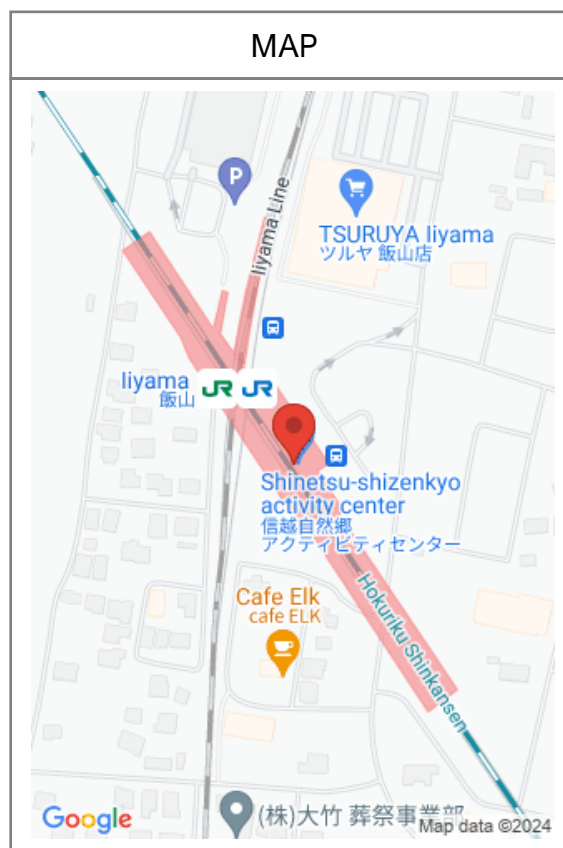 MAP
P
Iiyama Line
TSURUYA Iiyama
ツルヤ 飯山店
Iiyama
飯山
JR JR
Shinetsu-shizenkyo
activity center
信越自然郷
アクティビティセンター
Hokuriku Shinkansen
Cafe Elk
cafe ELK
(株)大竹 葬祭事業部
Google
Map data ©2024